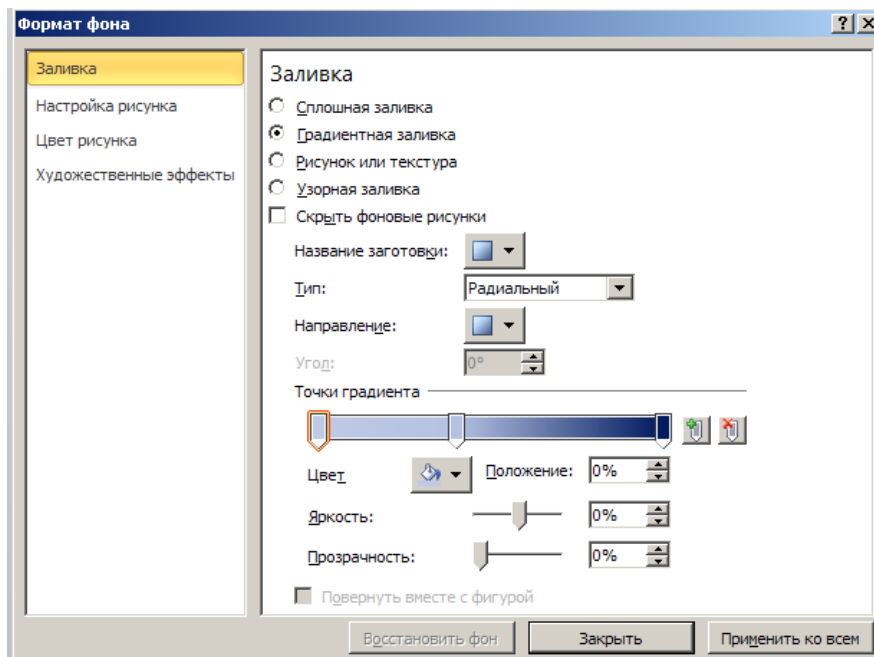 Формат фона
Заливка
Настройка рисунка
Цвет рисунка
Художественные эффекты
Заливка
Сплошная заливка
Градиентная заливка
Рисунок или текстура
Узорная заливка
Скрыть фоновые рисунки
Название заготовки:
Тип: Радиальный
Направление:
Угол: 0°
Точки градиента
Цвет Положение: 0%
Яркость: 0%
Прозрачность: 0%
Повернуть вместе с фигурой
Восстановить фон Закрыть Применить ко всем